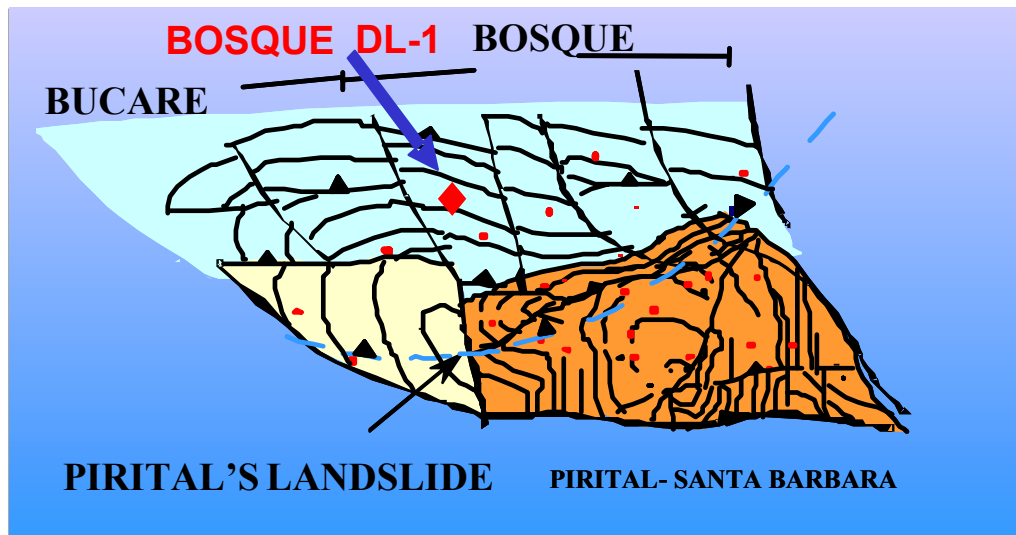 BOSQUE DL-1
BOSQUE
BUCARE
PIRITAL'S LANDSLIDE
PIRITAL- SANTA BARBARA